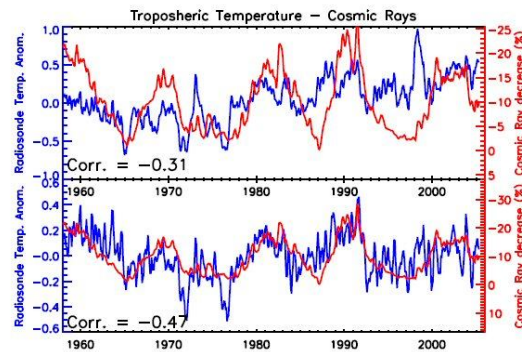 Tropospheric Temperature – Cosmic Rays
Radiosonde Temp. Anom.
1.0
0.5
0.0
-0.5
-1.0
Corr. = -0.31
-25
-20
-15
-10
-5
0
5
Cosmic Ray decrease (%)
1960 1970 1980 1990 2000
Radiosonde Temp. Anom.
0.6
0.4
0.2
-0.0
-0.2
-0.4
-0.6
Corr. = -0.47
-30
-20
-10
0
10
Cosmic Ray decrease (%)
1960 1970 1980 1990 2000